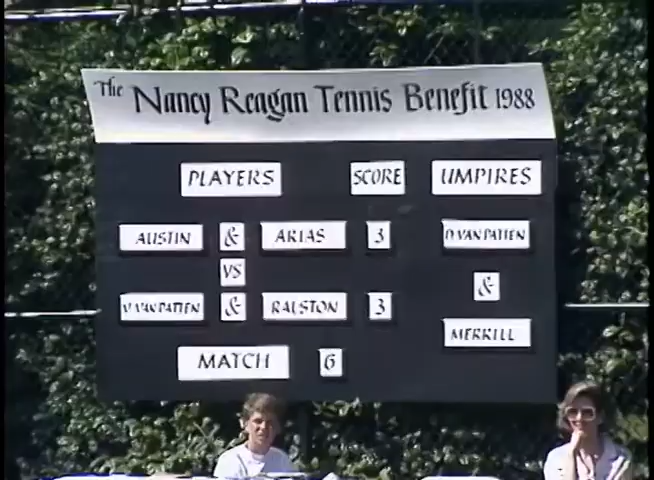 The Nancy Reagan Tennis Benefit 1988
PLAYERS SCORE UMPIRES
AUSTIN & ARIAS 3 D. VAN PATTEN
VS
&
V. VAN PATTEN & RALSTON 3
MERRILL
MATCH 6